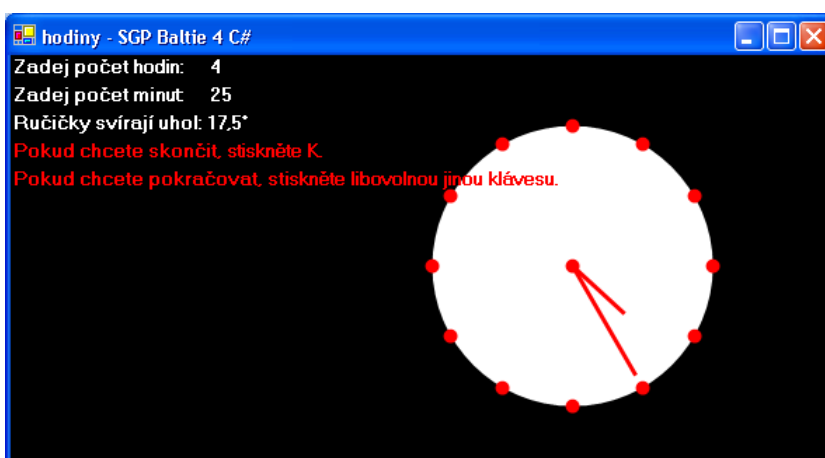 hodiny - SGP Baltie 4 C#
Zadej počet hodin: 4
Zadej počet minut: 25
Ručičky svírají uhol: 17,5°
Pokud chcete skončit, stiskněte K.
Pokud chcete pokračovat, stiskněte libovolnou jinou klávesu.